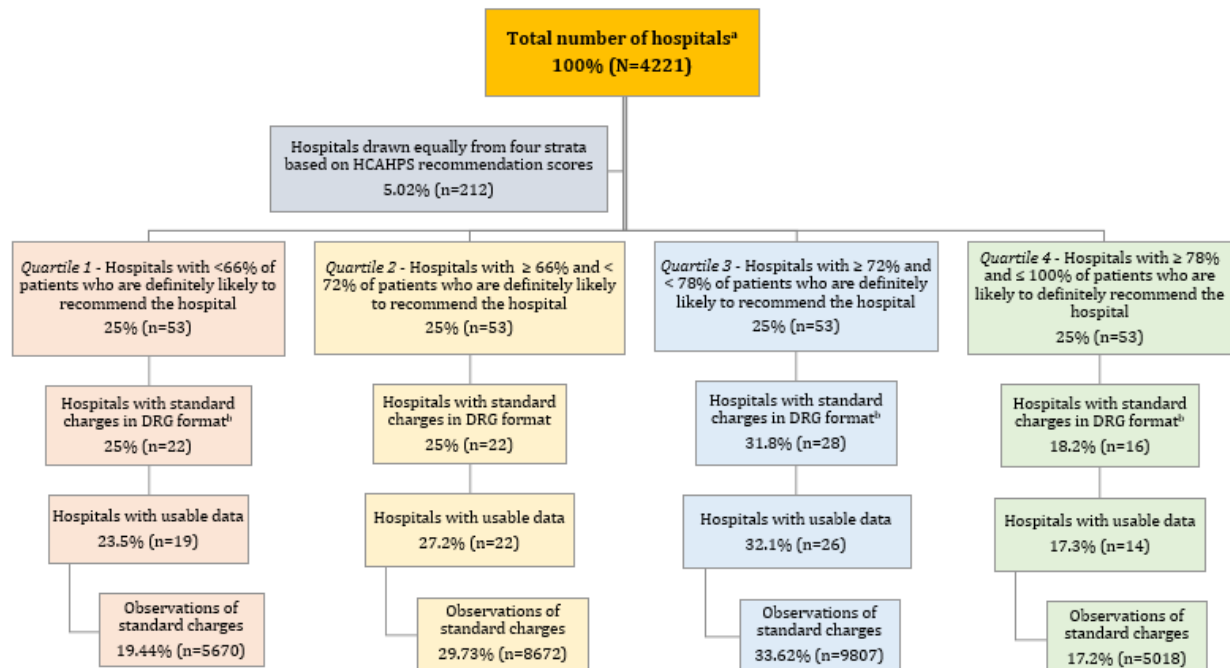 Total number of hospitalsᵃ
100% (N=4221)
Hospitals drawn equally from four strata
based on HCAHPS recommendation scores
5.02% (n=212)
Quartile 1 - Hospitals with <66% of
patients who are definitely likely to
recommend the hospital
25% (n=53)
Quartile 2 - Hospitals with ≥ 66% and <
72% of patients who are definitely likely
to recommend the hospital
25% (n=53)
Quartile 3 - Hospitals with ≥ 72% and
< 78% of patients who are definitely
likely to recommend the hospital
25% (n=53)
Quartile 4 - Hospitals with ≥ 78%
and ≤ 100% of patients who are
likely to definitely recommend the
hospital
25% (n=53)
Hospitals with standard
charges in DRG formatᵇ
25% (n=22)
Hospitals with standard
charges in DRG format
25% (n=22)
Hospitals with standard
charges in DRG formatᵇ
31.8% (n=28)
Hospitals with standard
charges in DRG formatᵇ
18.2% (n=16)
Hospitals with usable data
23.5% (n=19)
Hospitals with usable data
27.2% (n=22)
Hospitals with usable data
32.1% (n=26)
Hospitals with usable data
17.3% (n=14)
Observations of
standard charges
19.44% (n=5670)
Observations of
standard charges
29.73% (n=8672)
Observations of
standard charges
33.62% (n=9807)
Observations of
standard charges
17.2% (n=5018)